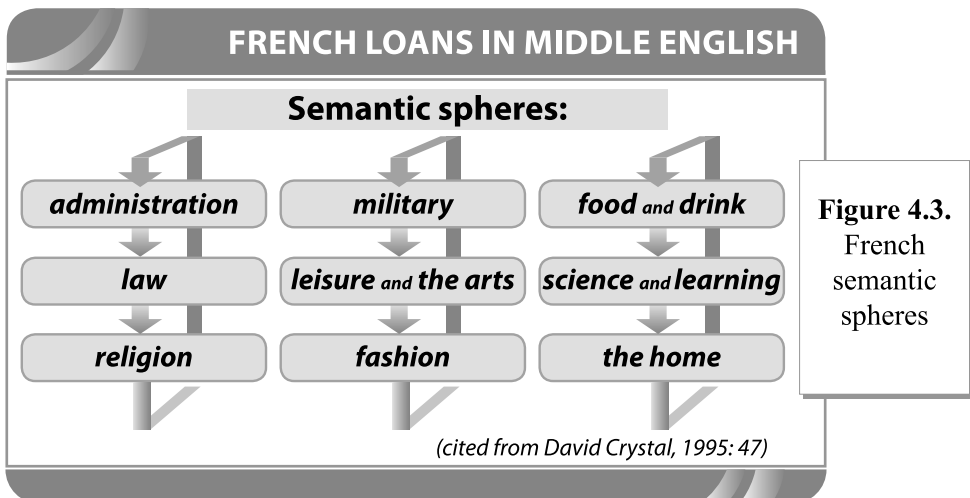 FRENCH LOANS IN MIDDLE ENGLISH
Semantic spheres:
administration
law
religion
military
leisure and the arts
fashion
food and drink
science and learning
the home
(cited from David Crystal, 1995: 47)
Figure 4.3.
French
semantic
spheres